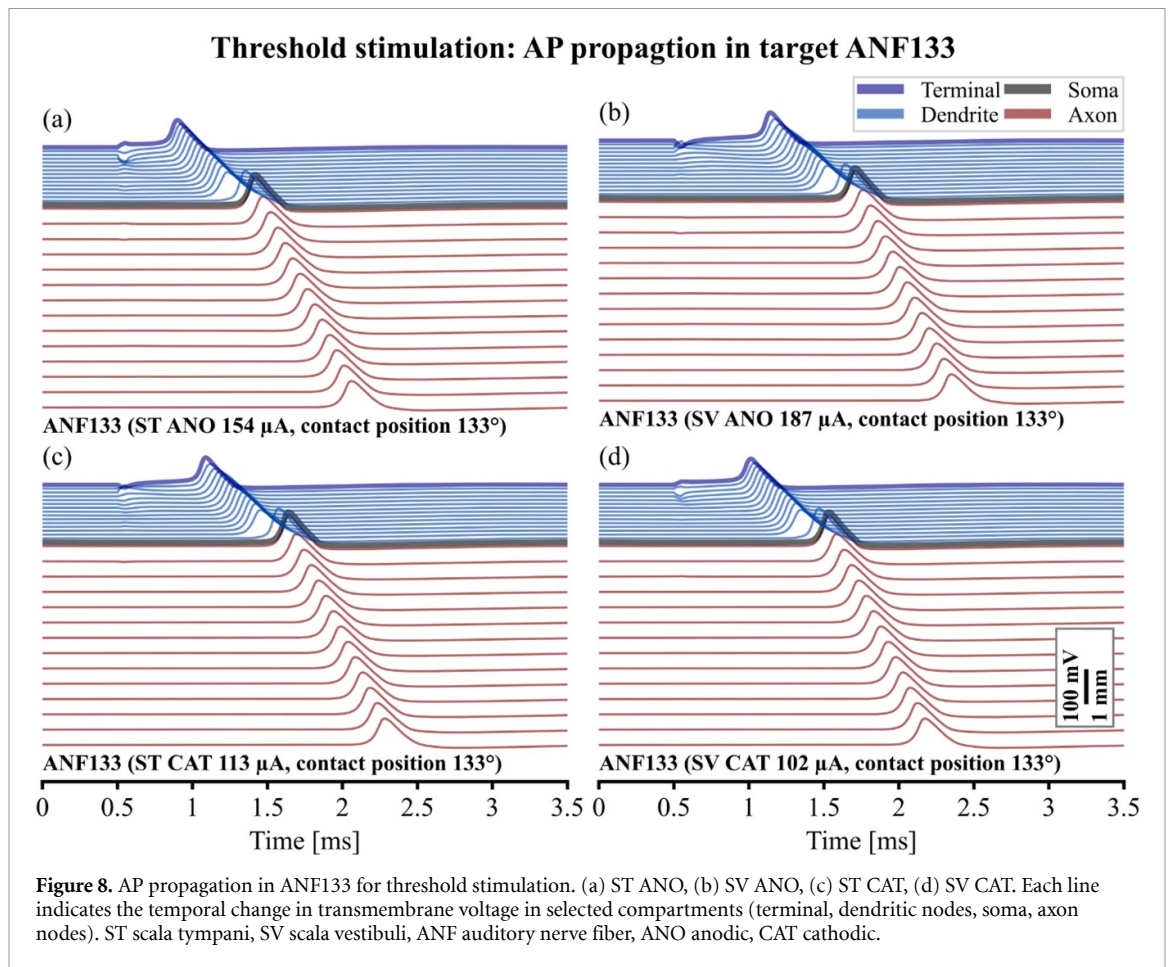 Threshold stimulation: AP propagtion in target ANF133
Terminal
Soma
Dendrite
Axon
(a)
(b)
ANF133 (ST ANO 154 µA, contact position 133°)
ANF133 (SV ANO 187 µA, contact position 133°)
(c)
(d)
100 mV
1 mm
ANF133 (ST CAT 113 µA, contact position 133°)
ANF133 (SV CAT 102 µA, contact position 133°)
0 0.5 1 1.5 2 2.5 3 3.5
0 0.5 1 1.5 2 2.5 3 3.5
Time [ms]
Time [ms]
Figure 8. AP propagation in ANF133 for threshold stimulation. (a) ST ANO, (b) SV ANO, (c) ST CAT, (d) SV CAT. Each line
indicates the temporal change in transmembrane voltage in selected compartments (terminal, dendritic nodes, soma, axon
nodes). ST scala tympani, SV scala vestibuli, ANF auditory nerve fiber, ANO anodic, CAT cathodic.